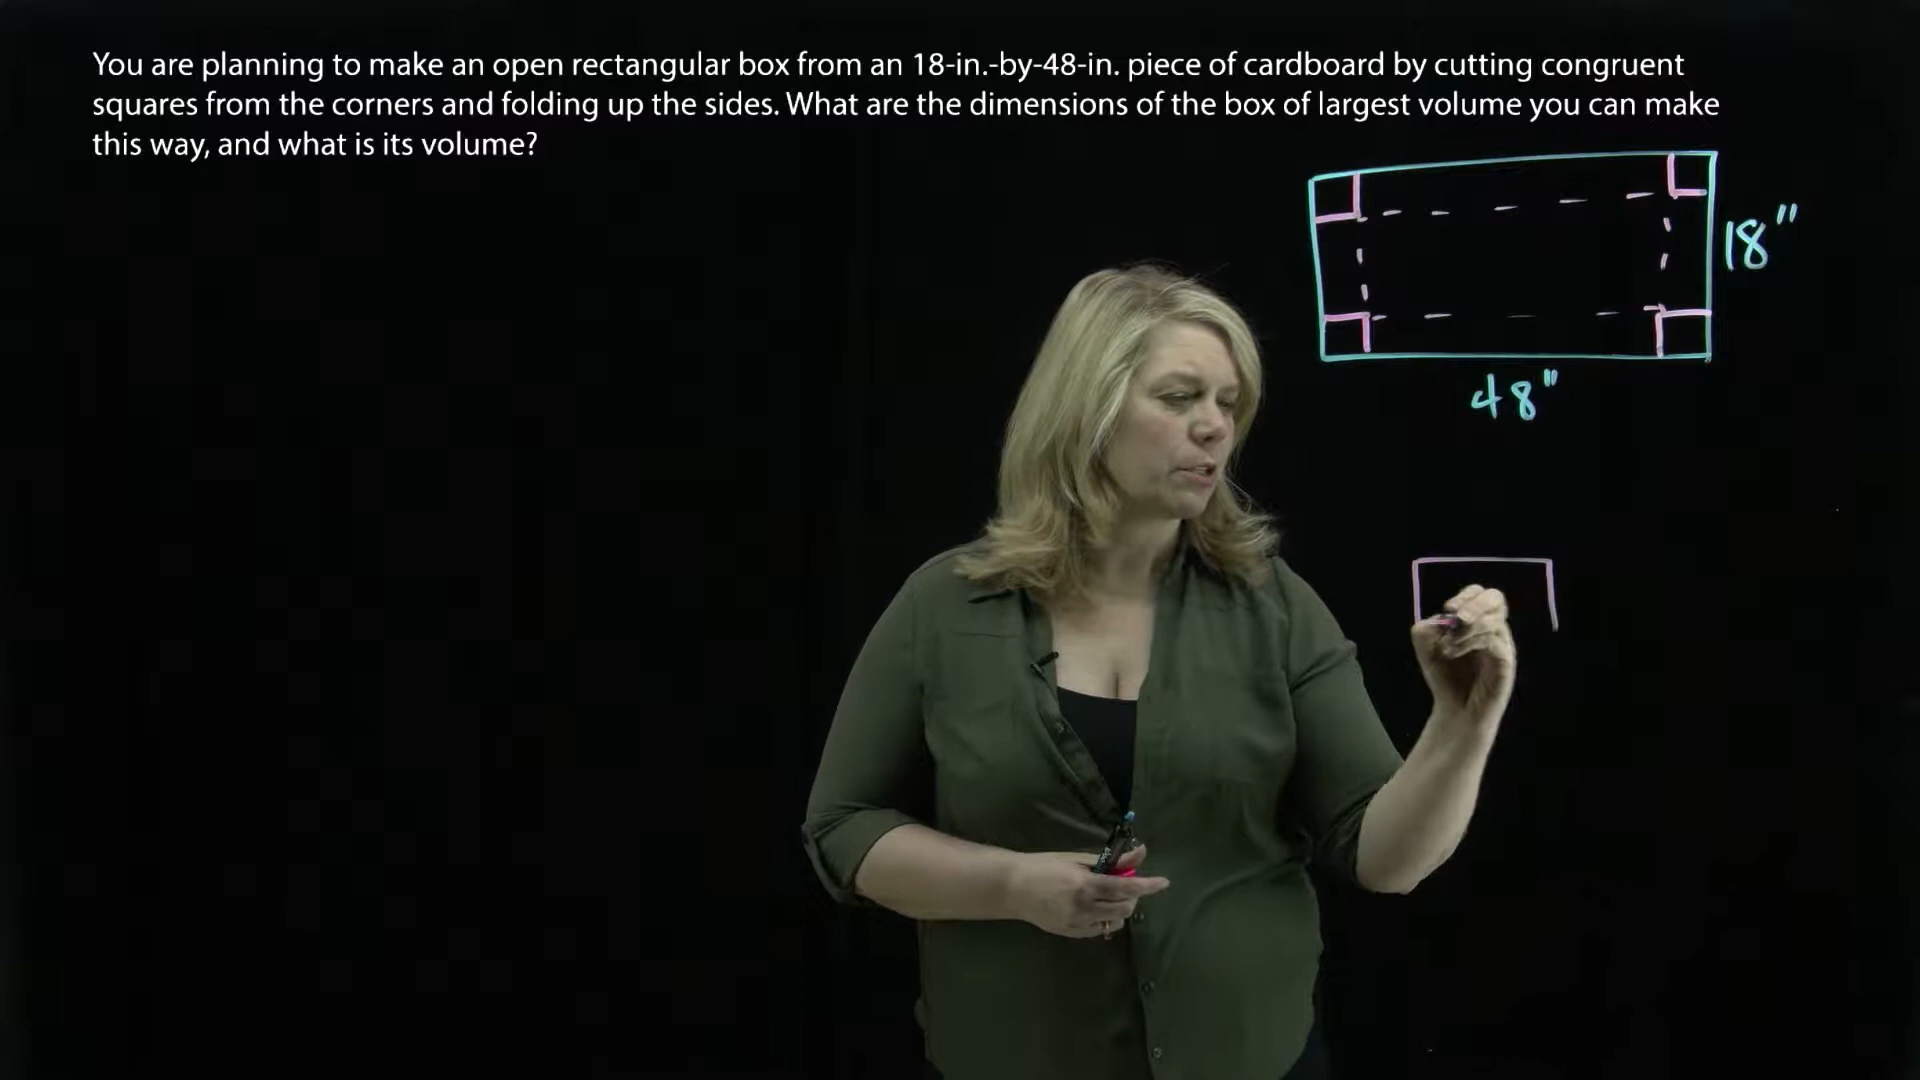 You are planning to make an open rectangular box from an 18-in.-by-48-in. piece of cardboard by cutting congruent
squares from the corners and folding up the sides. What are the dimensions of the box of largest volume you can make
this way, and what is its volume?
18"
48"